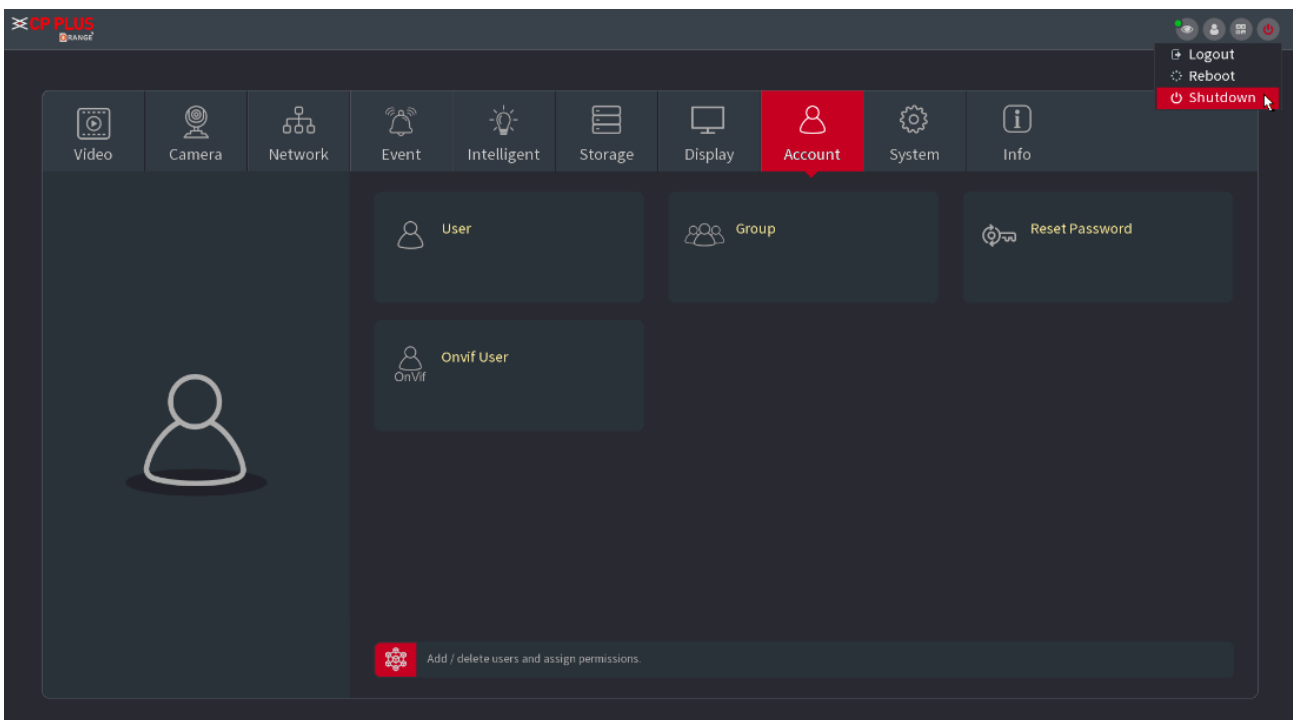 CP PLUS
ORANGE
Logout
Reboot
Shutdown
Video
Camera
Network
Event
Intelligent
Storage
Display
Account
System
Info
User
Group
Reset Password
OnVif
Onvif User
Add / delete users and assign permissions.